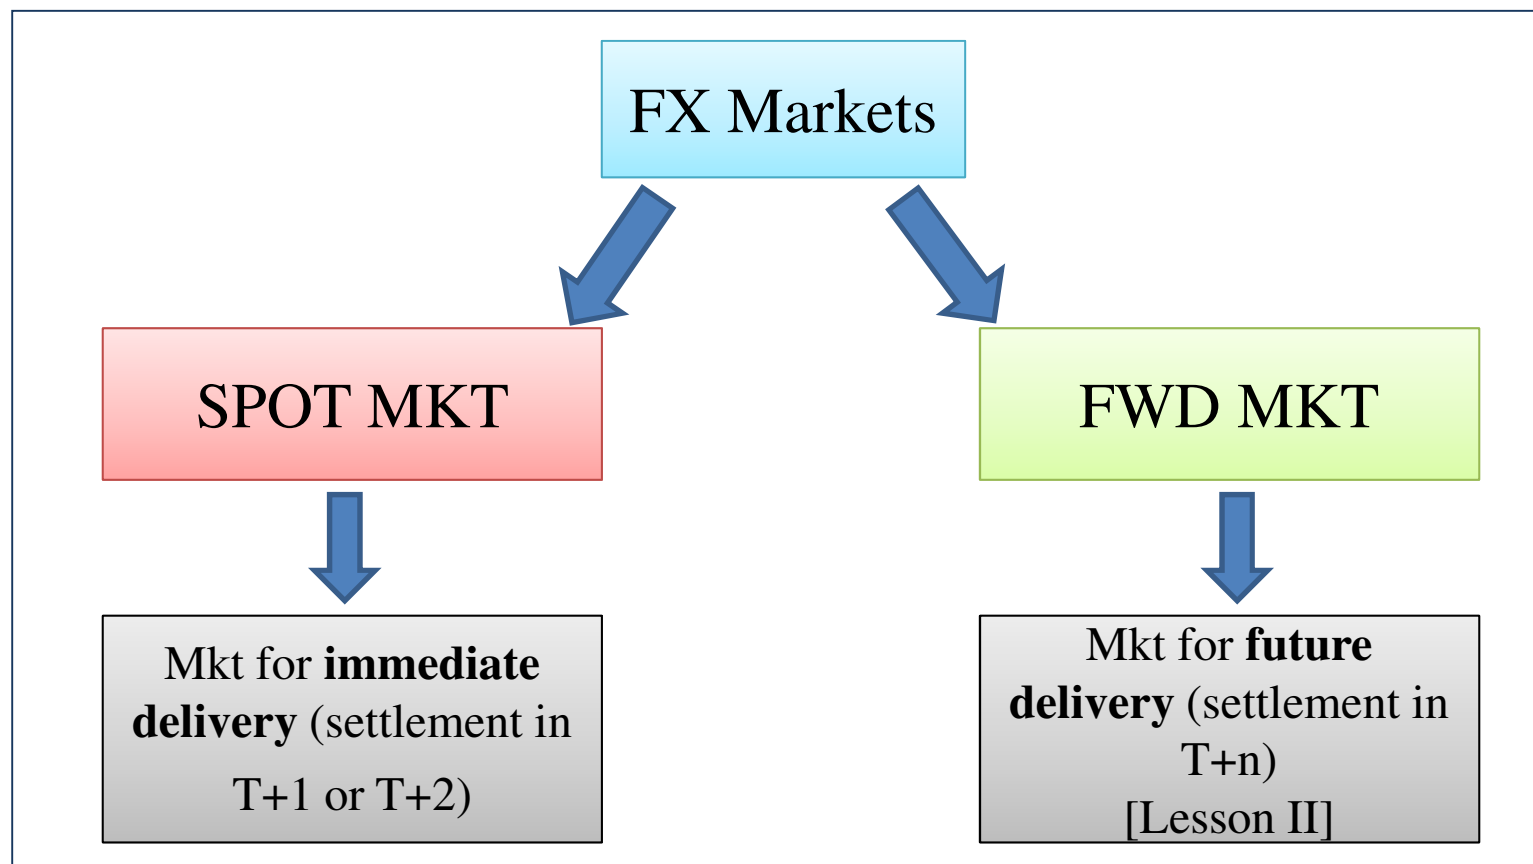 FX Markets
SPOT MKT
FWD MKT
Mkt for immediate
delivery (settlement in
T+1 or T+2)
Mkt for future
delivery (settlement in
T+n)
[Lesson II]